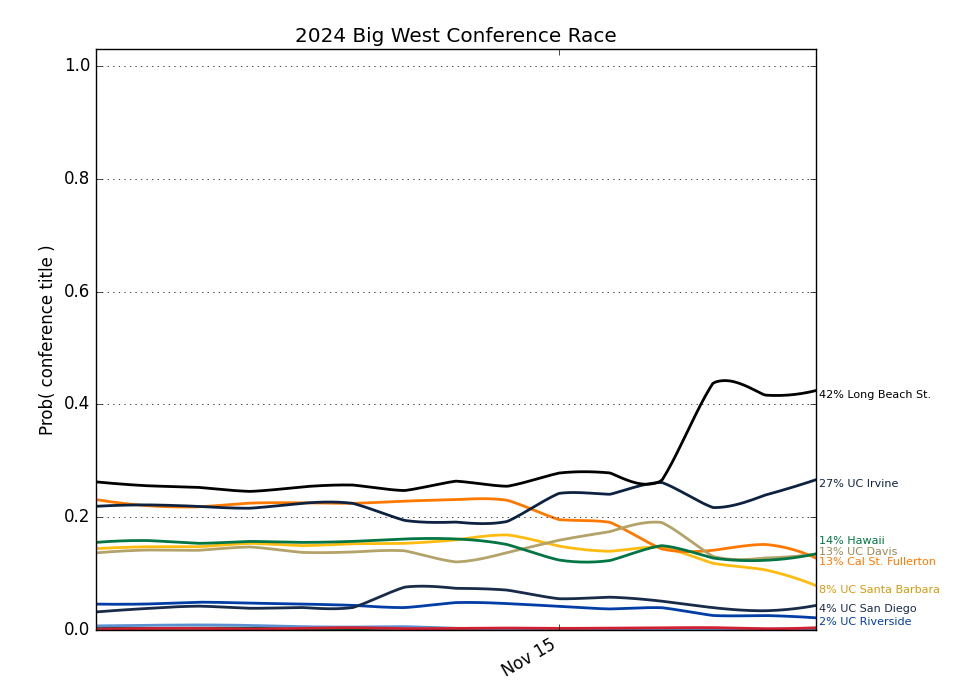 2024 Big West Conference Race
1.0
0.8
0.6
0.4
0.2
0.0
Prob( conference title )
Nov 15
42% Long Beach St.
27% UC Irvine
14% Hawaii
13% UC Davis
13% Cal St. Fullerton
8% UC Santa Barbara
4% UC San Diego
2% UC Riverside